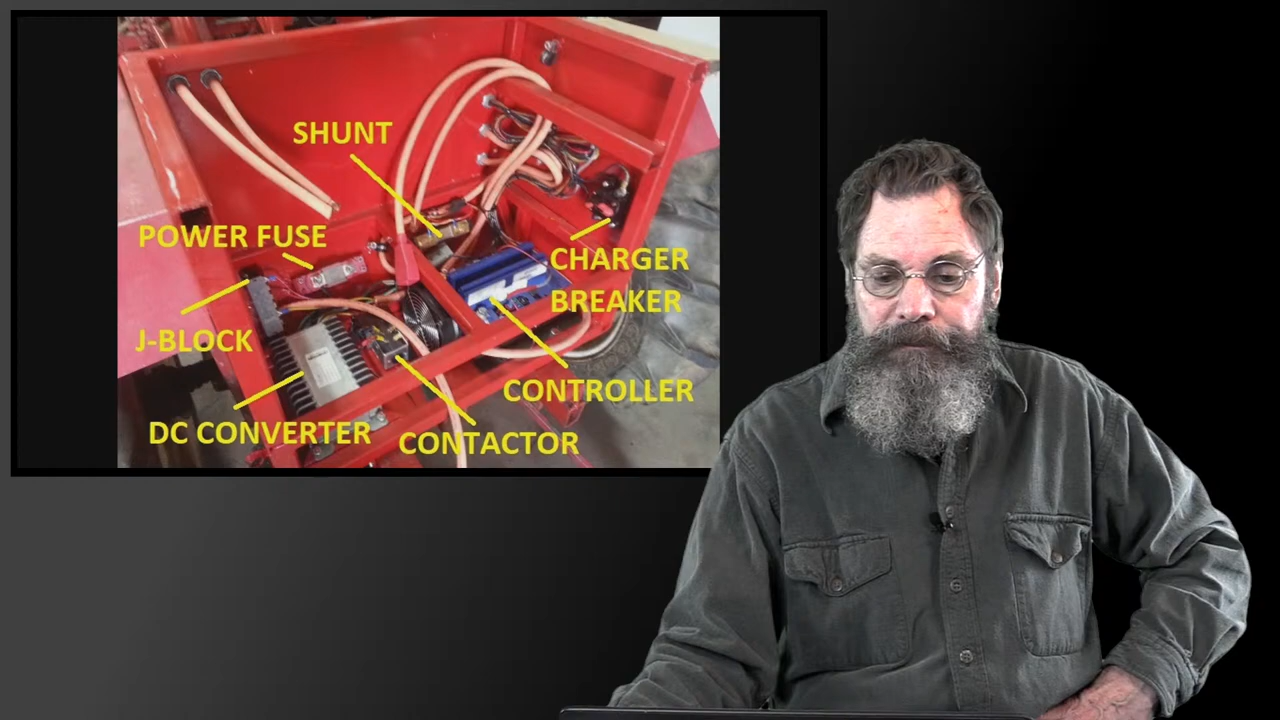 SHUNT
POWER FUSE
CHARGER
BREAKER
J-BLOCK
CONTROLLER
DC CONVERTER
CONTACTOR